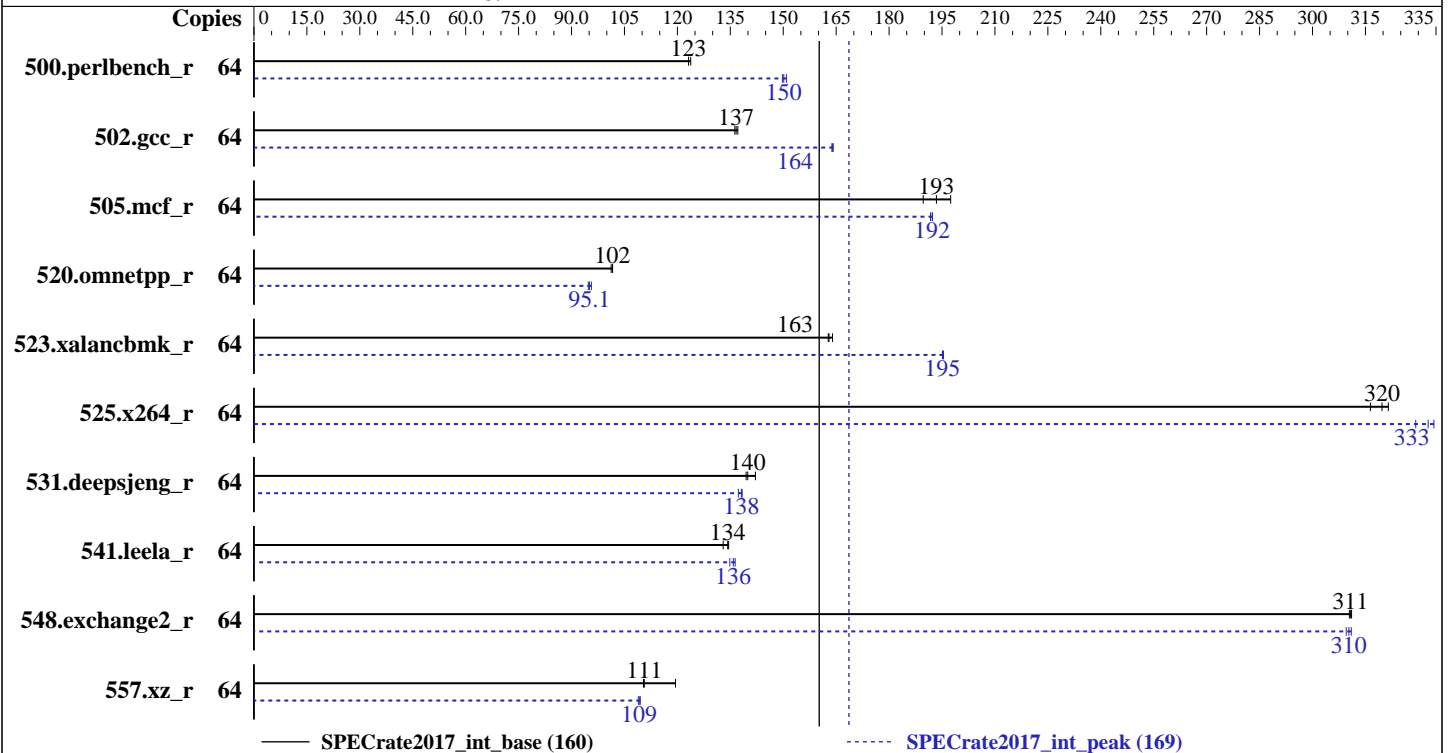 Copies 0 15.0 30.0 45.0 60.0 75.0 90.0 105 120 135 150 165 180 195 210 225 240 255 270 285 300 315 335
123
500.perlbench_r 64
150
137
502.gcc_r 64
164
193
505.mcf_r 64
192
102
520.omnetpp_r 64
95.1
163
523.xalancbmk_r 64
195
320
525.x264_r 64
333
140
531.deepsjeng_r 64
138
134
541.leela_r 64
136
311
548.exchange2_r 64
310
111
557.xz_r 64
109
SPECrate2017_int_base (160) SPECrate2017_int_peak (169)